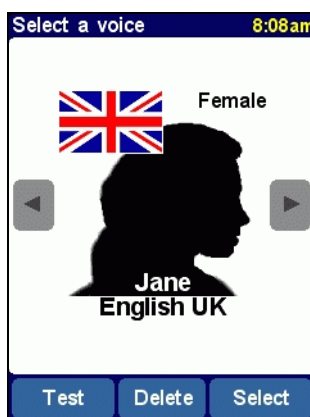 Select a voice 8:08am
Female
Jane
English UK
Test Delete Select